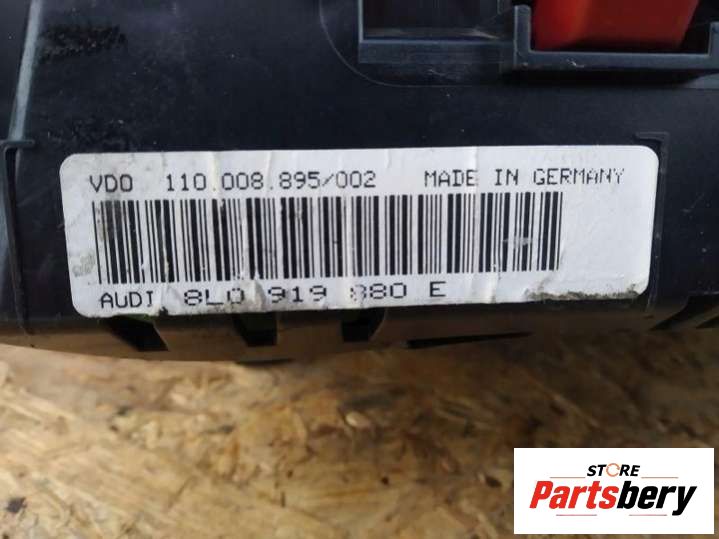 VDO 110.008.895/002 MADE IN GERMANY
AUDI 8L0 919 880 E
STORE
Partsbery